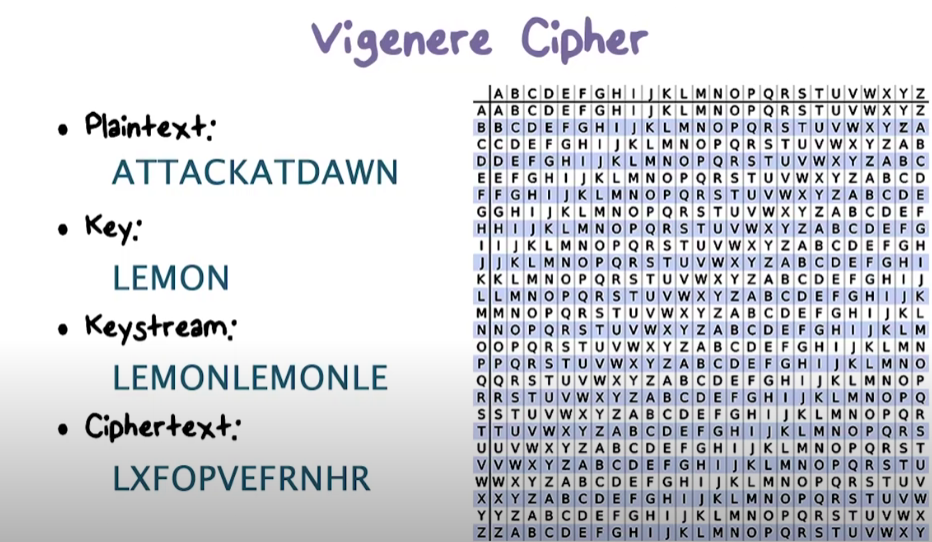 Vigenere Cipher
• Plaintext:
ATTACKATDAWN
• Key:
LEMON
• Keystream:
LEMONLEMONLE
• Ciphertext:
LXFOPVEFRNHR
A B C D E F G H I J K L M N O P Q R S T U V W X Y Z
A A B C D E F G H I J K L M N O P Q R S T U V W X Y Z
B B C D E F G H I J K L M N O P Q R S T U V W X Y Z A
C C D E F G H I J K L M N O P Q R S T U V W X Y Z A B
D D E F G H I J K L M N O P Q R S T U V W X Y Z A B C
E E F G H I J K L M N O P Q R S T U V W X Y Z A B C D
F F G H I J K L M N O P Q R S T U V W X Y Z A B C D E
G G H I J K L M N O P Q R S T U V W X Y Z A B C D E F
H H I J K L M N O P Q R S T U V W X Y Z A B C D E F G
I I J K L M N O P Q R S T U V W X Y Z A B C D E F G H
J J K L M N O P Q R S T U V W X Y Z A B C D E F G H I
K K L M N O P Q R S T U V W X Y Z A B C D E F G H I J
L L M N O P Q R S T U V W X Y Z A B C D E F G H I J K
M M N O P Q R S T U V W X Y Z A B C D E F G H I J K L
N N O P Q R S T U V W X Y Z A B C D E F G H I J K L M
O O P Q R S T U V W X Y Z A B C D E F G H I J K L M N
P P Q R S T U V W X Y Z A B C D E F G H I J K L M N O
Q Q R S T U V W X Y Z A B C D E F G H I J K L M N O P
R R S T U V W X Y Z A B C D E F G H I J K L M N O P Q
S S T U V W X Y Z A B C D E F G H I J K L M N O P Q R
T T U V W X Y Z A B C D E F G H I J K L M N O P Q R S
U U V W X Y Z A B C D E F G H I J K L M N O P Q R S T
V V W X Y Z A B C D E F G H I J K L M N O P Q R S T U
W W X Y Z A B C D E F G H I J K L M N O P Q R S T U V
X X Y Z A B C D E F G H I J K L M N O P Q R S T U V W
Y Y Z A B C D E F G H I J K L M N O P Q R S T U V W X
Z Z A B C D E F G H I J K L M N O P Q R S T U V W X Y